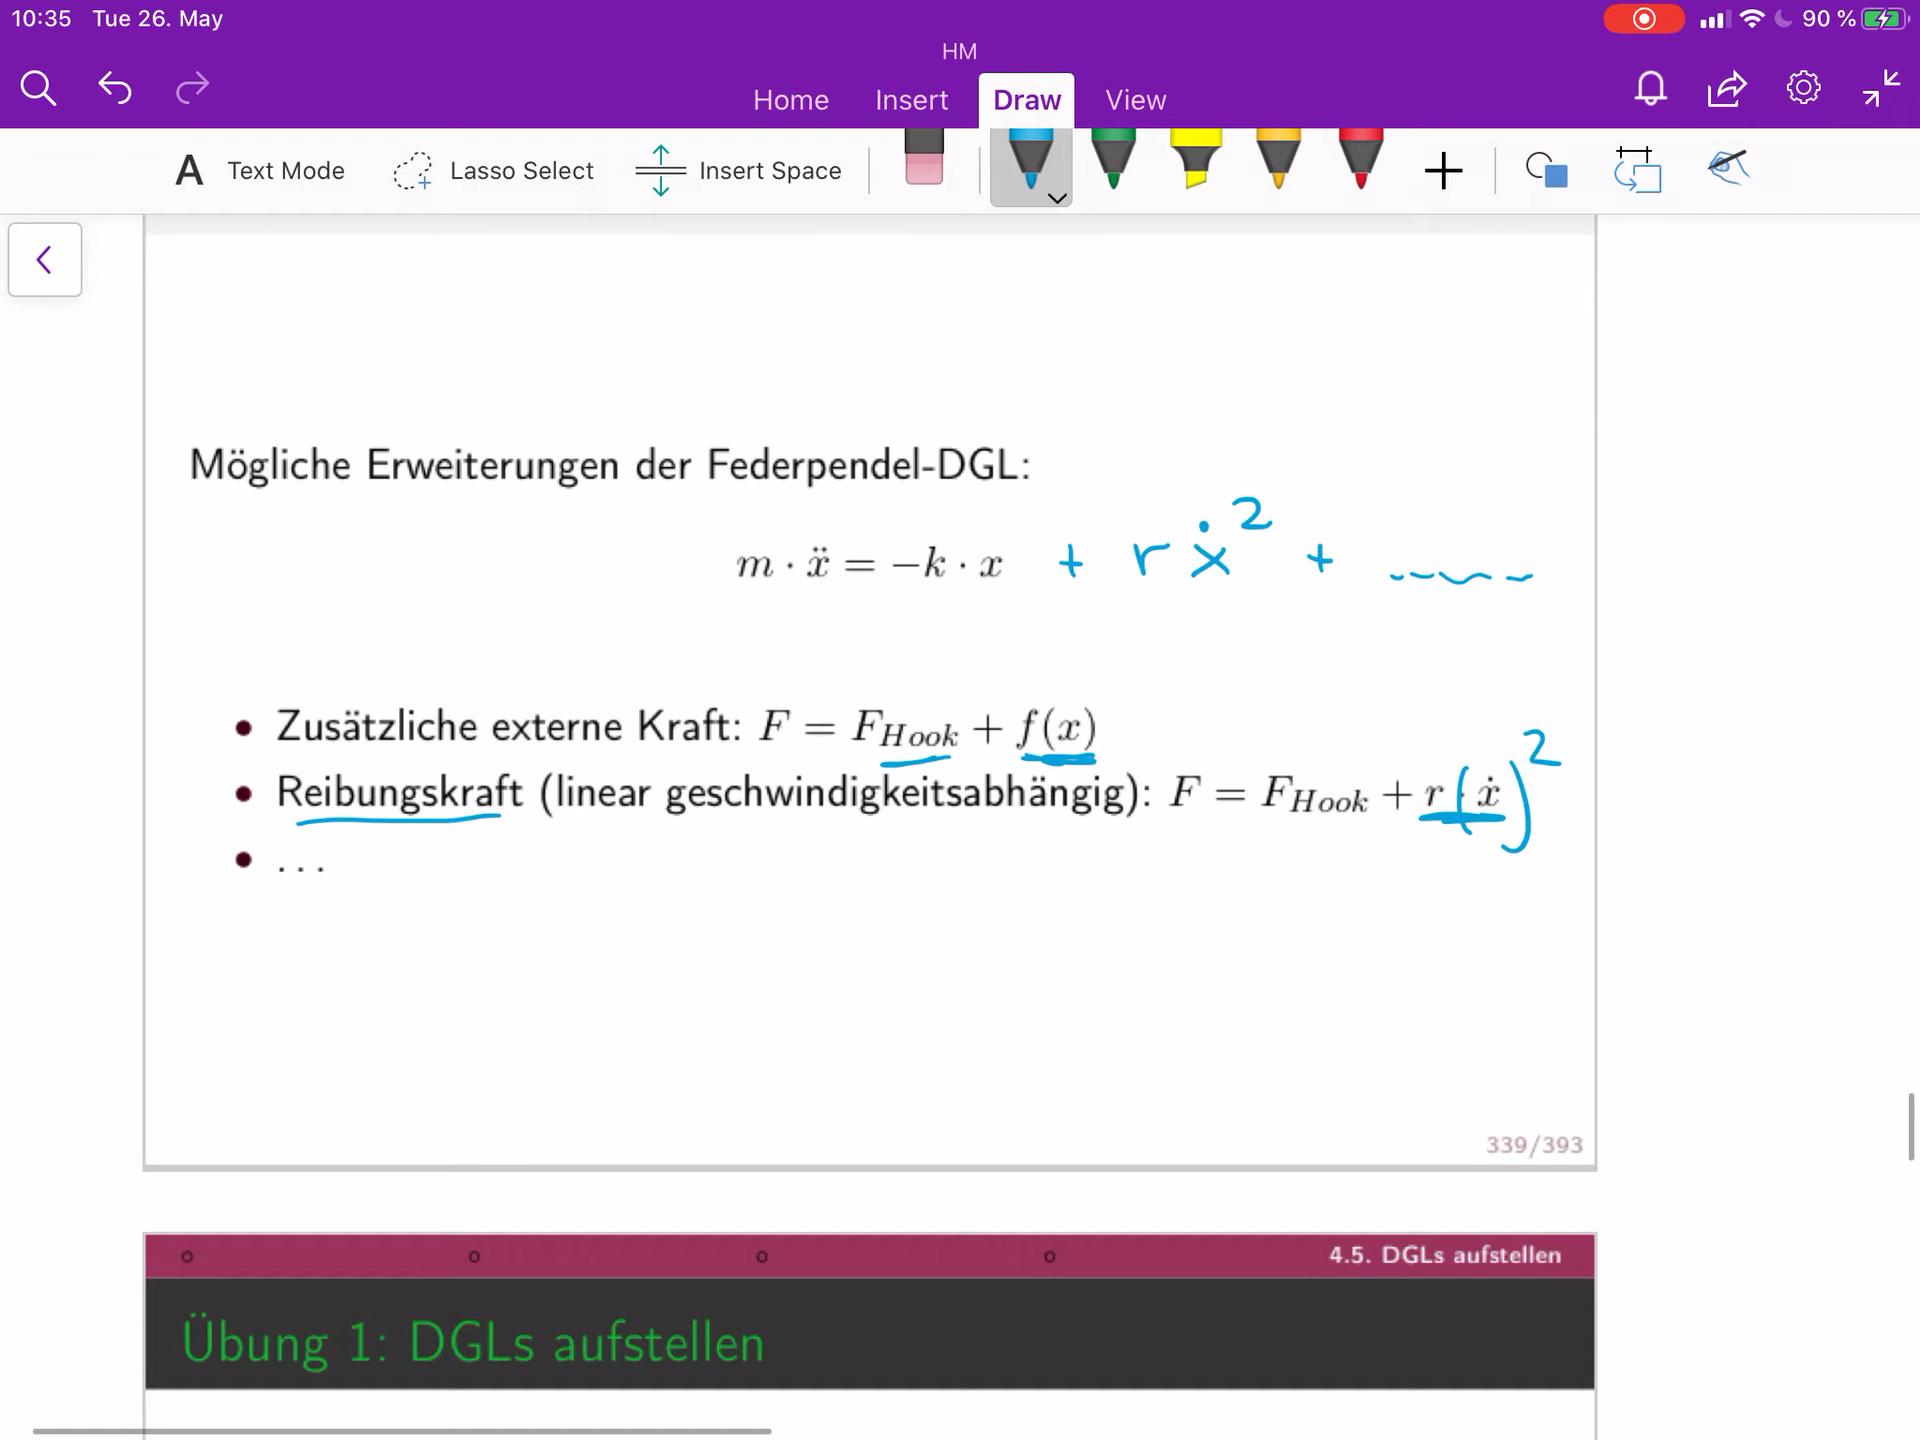 10:35 Tue 26. May 90 %
HM
Home Insert Draw View
A Text Mode Lasso Select Insert Space
Mögliche Erweiterungen der Federpendel-DGL:
m · ẍ = −k · x + r ẋ² +
• Zusätzliche externe Kraft: F = F_Hook + f(x)
• Reibungskraft (linear geschwindigkeitsabhängig): F = F_Hook + r · (ẋ)²
• . . .
339/393
4.5. DGLs aufstellen
Übung 1: DGLs aufstellen